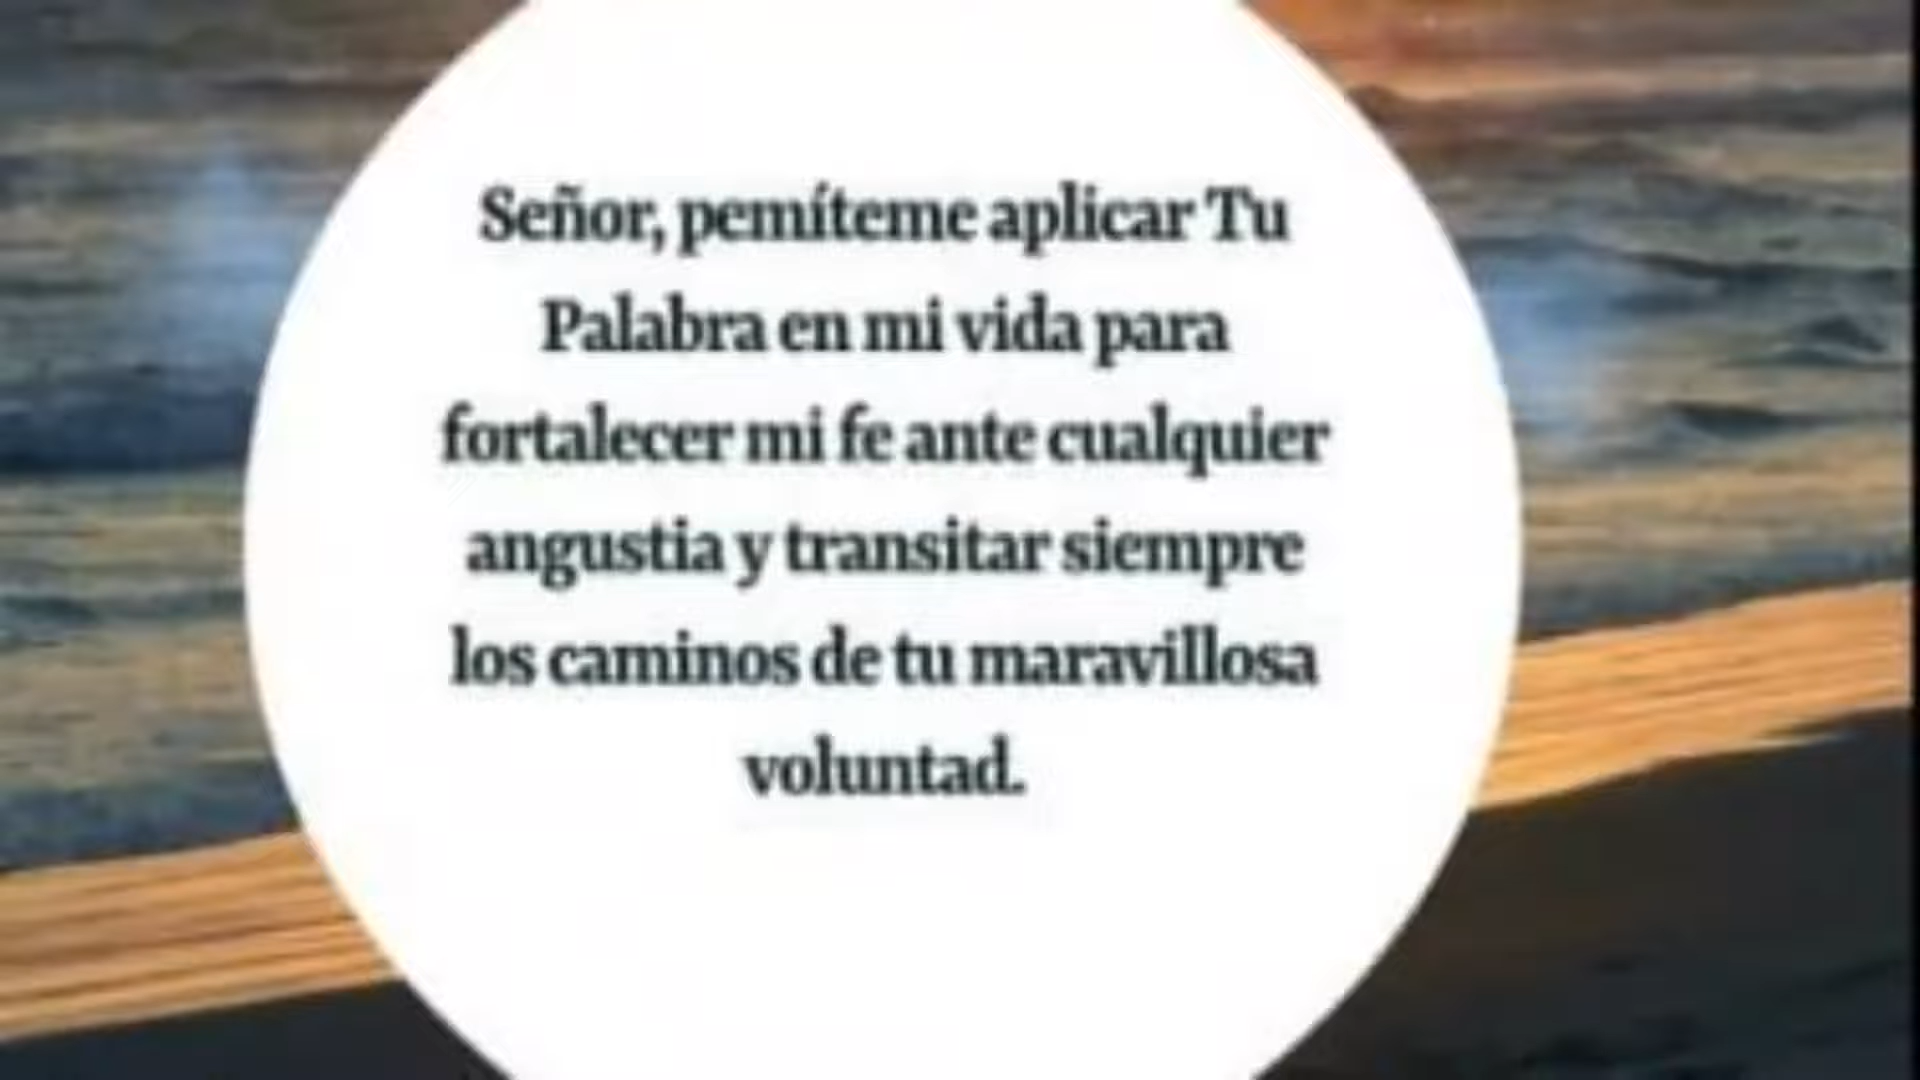 Señor, pemíteme aplicar Tu
Palabra en mi vida para
fortalecer mi fe ante cualquier
angustia y transitar siempre
los caminos de tu maravillosa
voluntad.